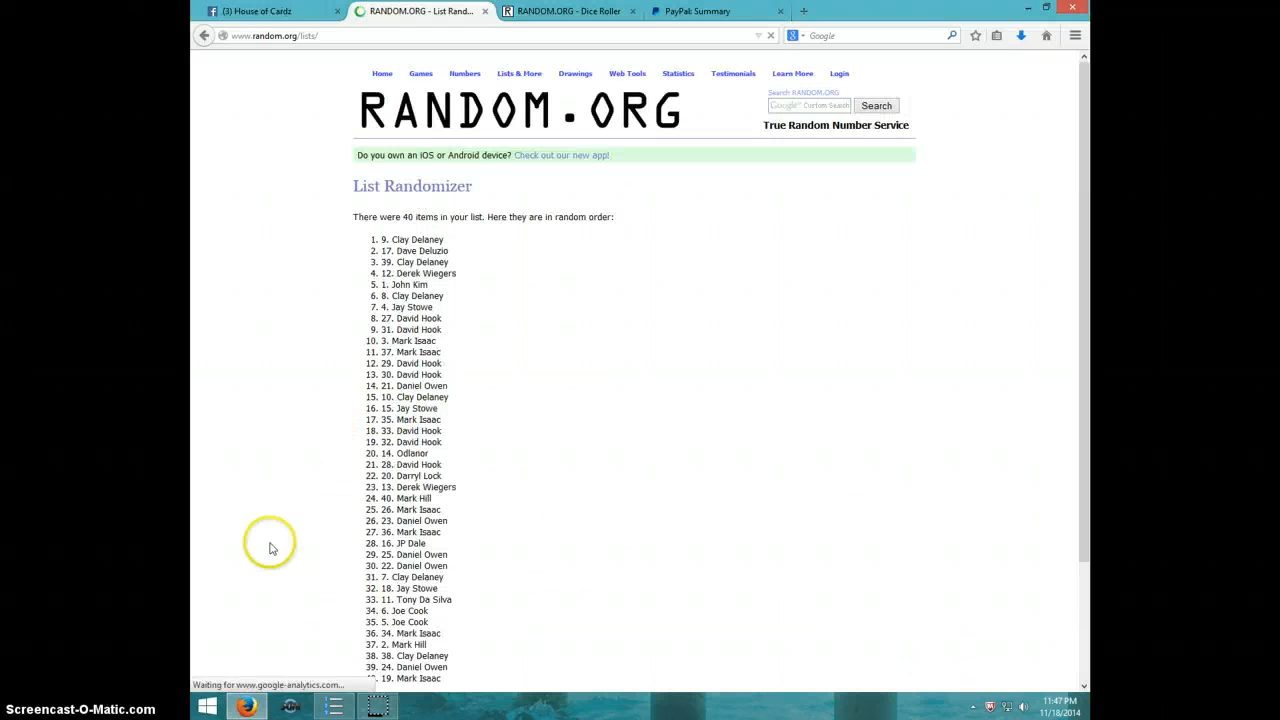 (3) House of Cardz
RANDOM.ORG - List Rand...
RANDOM.ORG - Dice Roller
PayPak Summary
www.random.org/lists/
Google
Home Games Numbers Lists & More Drawings Web Tools Statistics Testimonials Learn More Login
Search RANDOM.ORG
RANDOM.ORG
Google™ Custom Search Search
True Random Number Service
Do you own an iOS or Android device? Check out our new app!
List Randomizer
There were 40 items in your list. Here they are in random order:
1. 9. Clay Delaney
2. 17. Dave Deluzio
3. 39. Clay Delaney
4. 12. Derek Wiegers
5. 1. John Kim
6. 8. Clay Delaney
7. 4. Jay Stowe
8. 27. David Hook
9. 31. David Hook
10. 3. Mark Isaac
11. 37. Mark Isaac
12. 29. David Hook
13. 30. David Hook
14. 21. Daniel Owen
15. 10. Clay Delaney
16. 15. Jay Stowe
17. 35. Mark Isaac
18. 33. David Hook
19. 32. David Hook
20. 14. Odlanor
21. 28. David Hook
22. 20. Darryl Lock
23. 13. Derek Wiegers
24. 40. Mark Hill
25. 26. Mark Isaac
26. 23. Daniel Owen
27. 36. Mark Isaac
28. 16. JP Dale
29. 25. Daniel Owen
30. 22. Daniel Owen
31. 7. Clay Delaney
32. 18. Jay Stowe
33. 11. Tony Da Silva
34. 6. Joe Cook
35. 5. Joe Cook
36. 34. Mark Isaac
37. 2. Mark Hill
38. 38. Clay Delaney
39. 24. Daniel Owen
19. Mark Isaac
Waiting for www.google-analytics.com...
11:47 PM
11/18/2014
Screencast-O-Matic.com